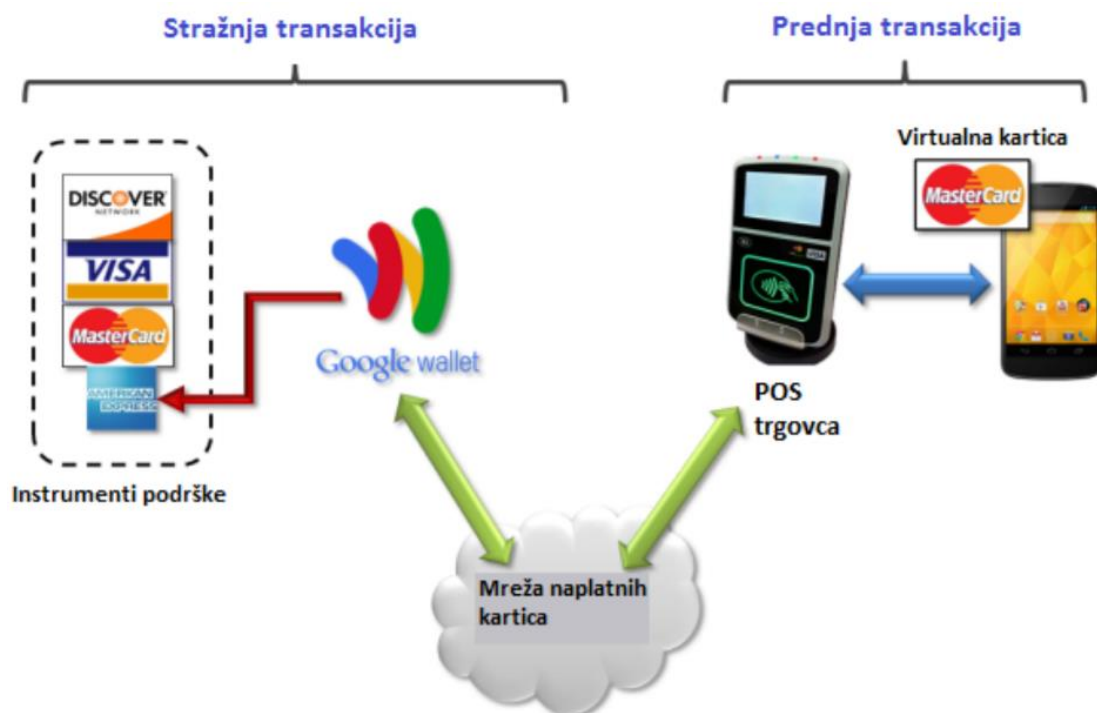 Stražnja transakcija
Prednja transakcija
Virtualna kartica
DISCOVER
NETWORK
VISA
MasterCard
MasterCard
Google wallet
VISA
AMERICAN
EXPRESS
POS
trgovca
Instrumenti podrške
Mreža naplatnih
kartica